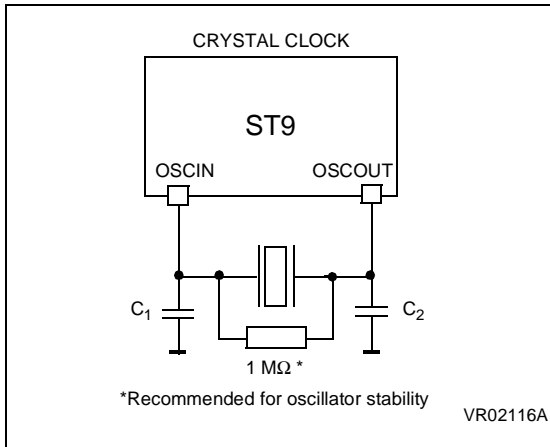 CRYSTAL CLOCK
ST9
OSCIN OSCOUT
C1 C2
1 MΩ *
*Recommended for oscillator stability
VR02116A